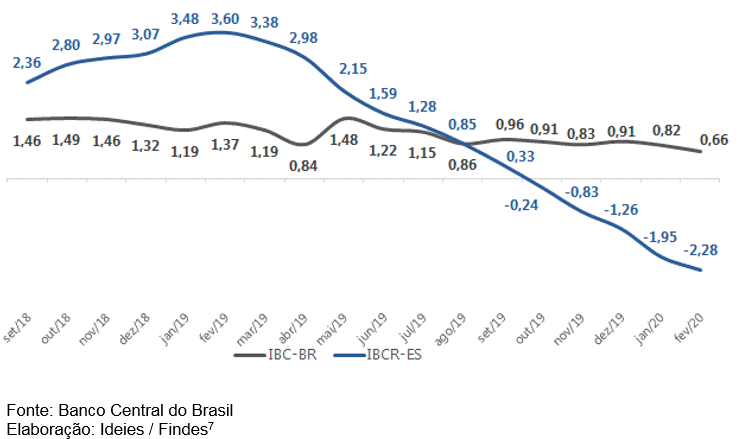 3,48 3,60 3,38
2,80 2,97 3,07 2,98
2,36
2,15
1,59
1,28
0,85 0,96 0,91 0,83 0,91 0,82 0,66
1,46 1,49 1,46 1,32 1,19 1,37 1,19 0,84 1,48 1,22 1,15 0,86
0,33
-0,24 -0,83
-1,26
-1,95
-2,28
set/18 out/18 nov/18 dez/18 jan/19 fev/19 mar/19 abr/19 mai/19 jun/19 jul/19 ago/19 set/19 out/19 nov/19 dez/19 jan/20 fev/20
IBC-BR IBCR-ES
Fonte: Banco Central do Brasil
Elaboração: Ideies / Findes⁷